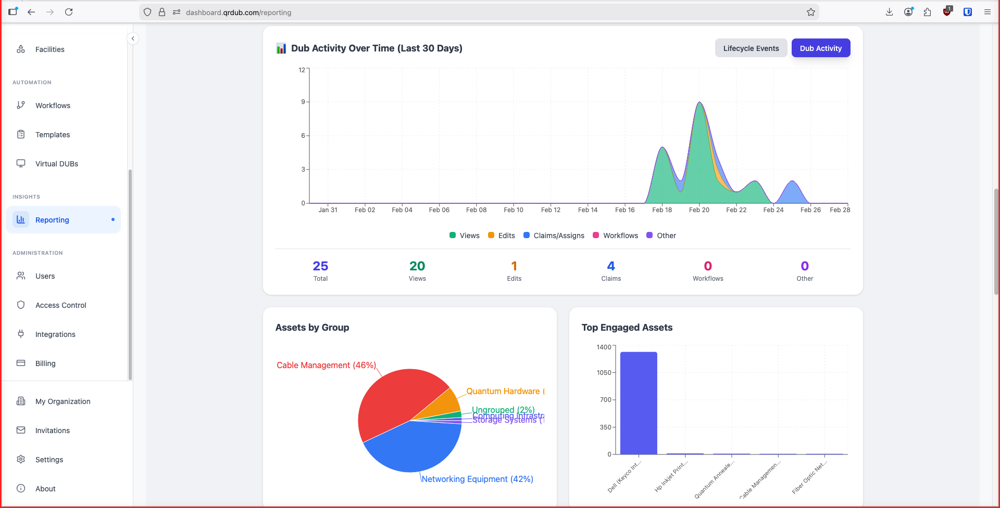 dashboard.qrdub.com/reporting
1
Facilities
AUTOMATION
Workflows
Templates
Virtual DUBs
INSIGHTS
Reporting
ADMINISTRATION
Users
Access Control
Integrations
Billing
My Organization
Invitations
Settings
About
Dub Activity Over Time (Last 30 Days)
Lifecycle Events
Dub Activity
12
9
6
3
0
Jan 31 Feb 02 Feb 04 Feb 06 Feb 08 Feb 10 Feb 12 Feb 14 Feb 16 Feb 18 Feb 20 Feb 22 Feb 24 Feb 26 Feb 28
Views Edits Claims/Assigns Workflows Other
25 20 1 4 0 0
Total Views Edits Claims Workflows Other
Assets by Group
Cable Management (46%)
Quantum Hardware (
Ungrouped (2%)
Computing Infrastr
Storage Systems (1
Networking Equipment (42%)
Top Engaged Assets
1400
1050
700
350
0
Dell (Keyco Int...
Hp Inkjet Print...
Quantum Anneale...
Cable Managemen...
Fiber Optic Net...